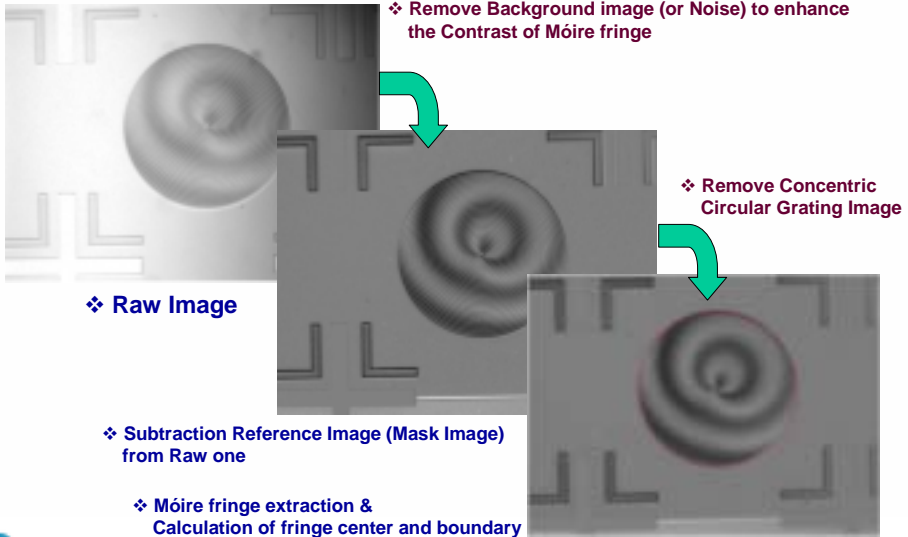 ❖ Remove Background image (or Noise) to enhance
the Contrast of Móire fringe
❖ Remove Concentric
Circular Grating Image
❖ Raw Image
❖ Subtraction Reference Image (Mask Image)
from Raw one
❖ Móire fringe extraction &
Calculation of fringe center and boundary